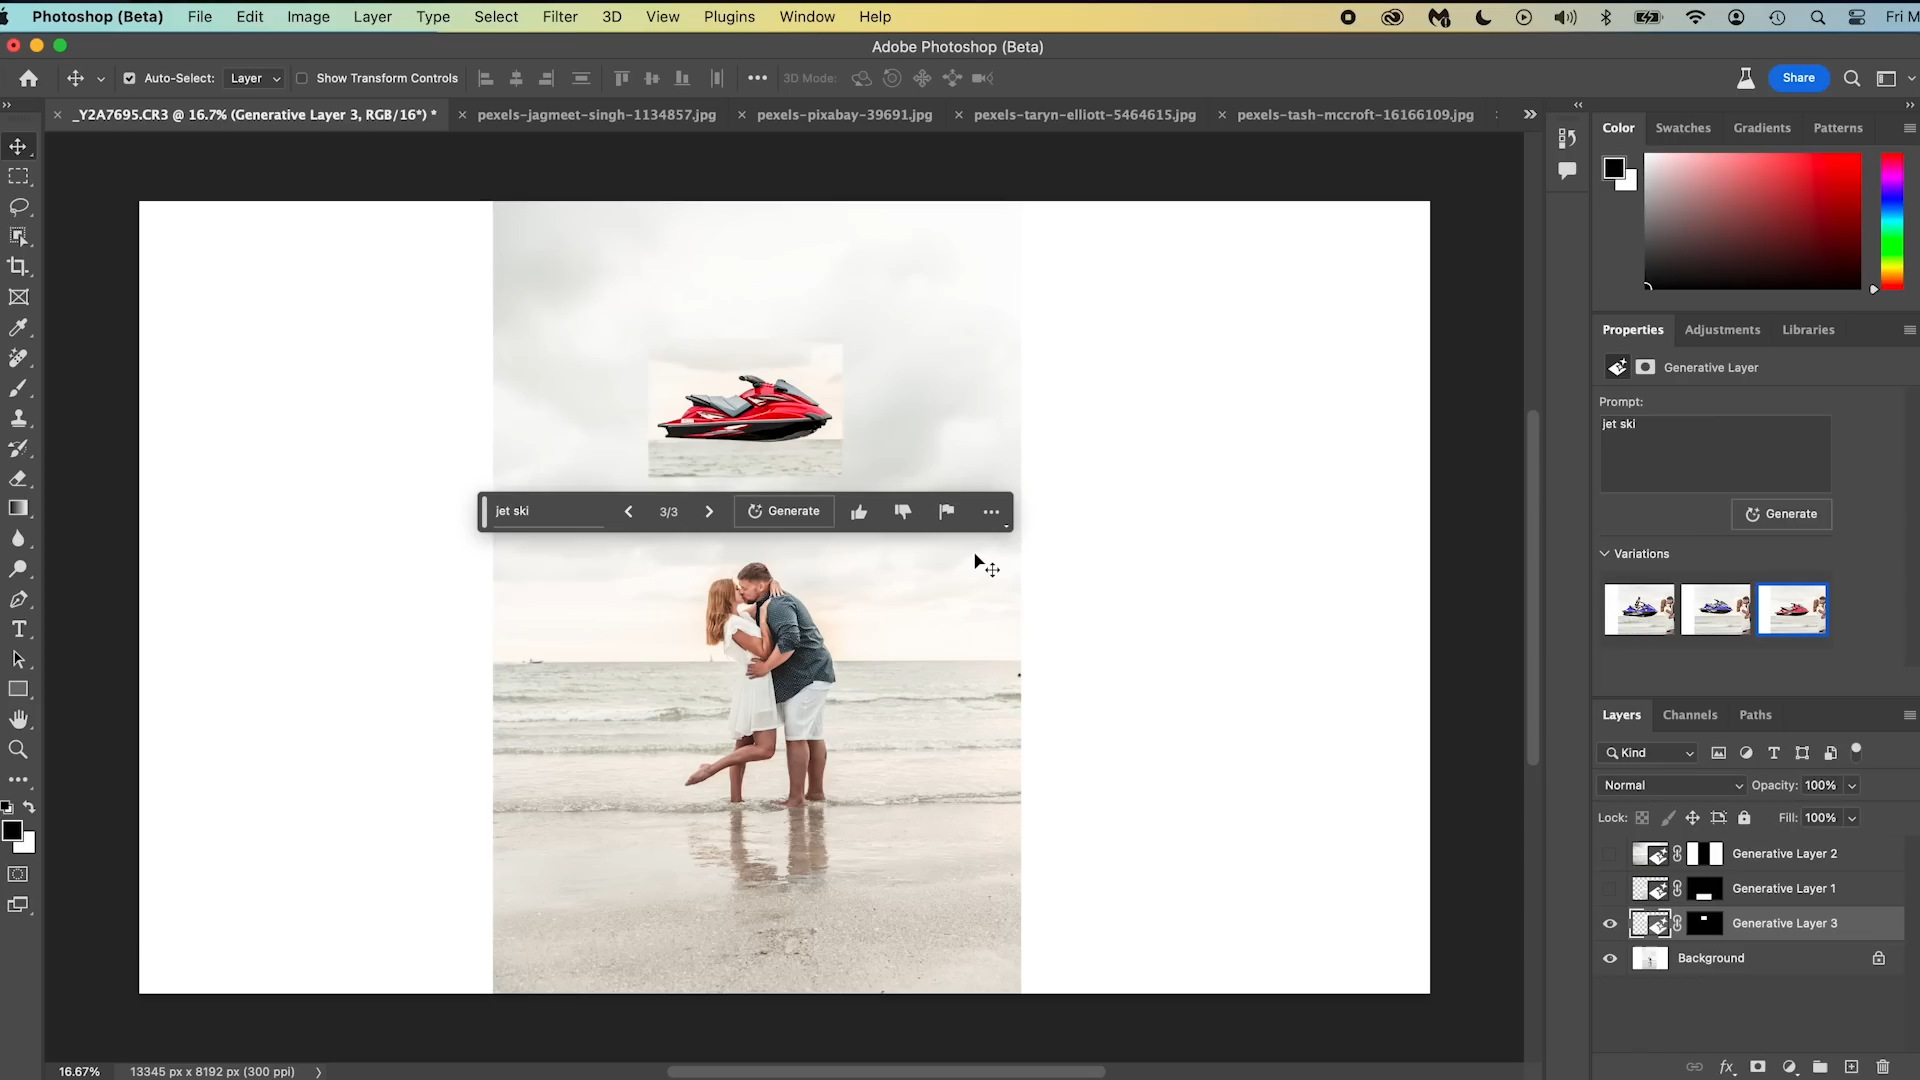 Photoshop (Beta) File Edit Image Layer Type Select Filter 3D View Plugins Window Help Fri M
Adobe Photoshop (Beta)
Auto-Select: Layer Show Transform Controls 3D Mode: Share
_Y2A7695.CR3 @ 16.7% (Generative Layer 3, RGB/16*) * pexels-jagmeet-singh-1134857.jpg pexels-pixabay-39691.jpg pexels-taryn-elliott-5464615.jpg pexels-tash-mccroft-16166109.jpg
Color Swatches Gradients Patterns
Properties Adjustments Libraries
Generative Layer
Prompt:
jet ski
Generate
jet ski 3/3 Generate
Variations
Layers Channels Paths
Kind
Normal Opacity: 100%
Lock: Fill: 100%
Generative Layer 2
Generative Layer 1
Generative Layer 3
Background
fx
16.67% 13345 px x 8192 px (300 ppi)